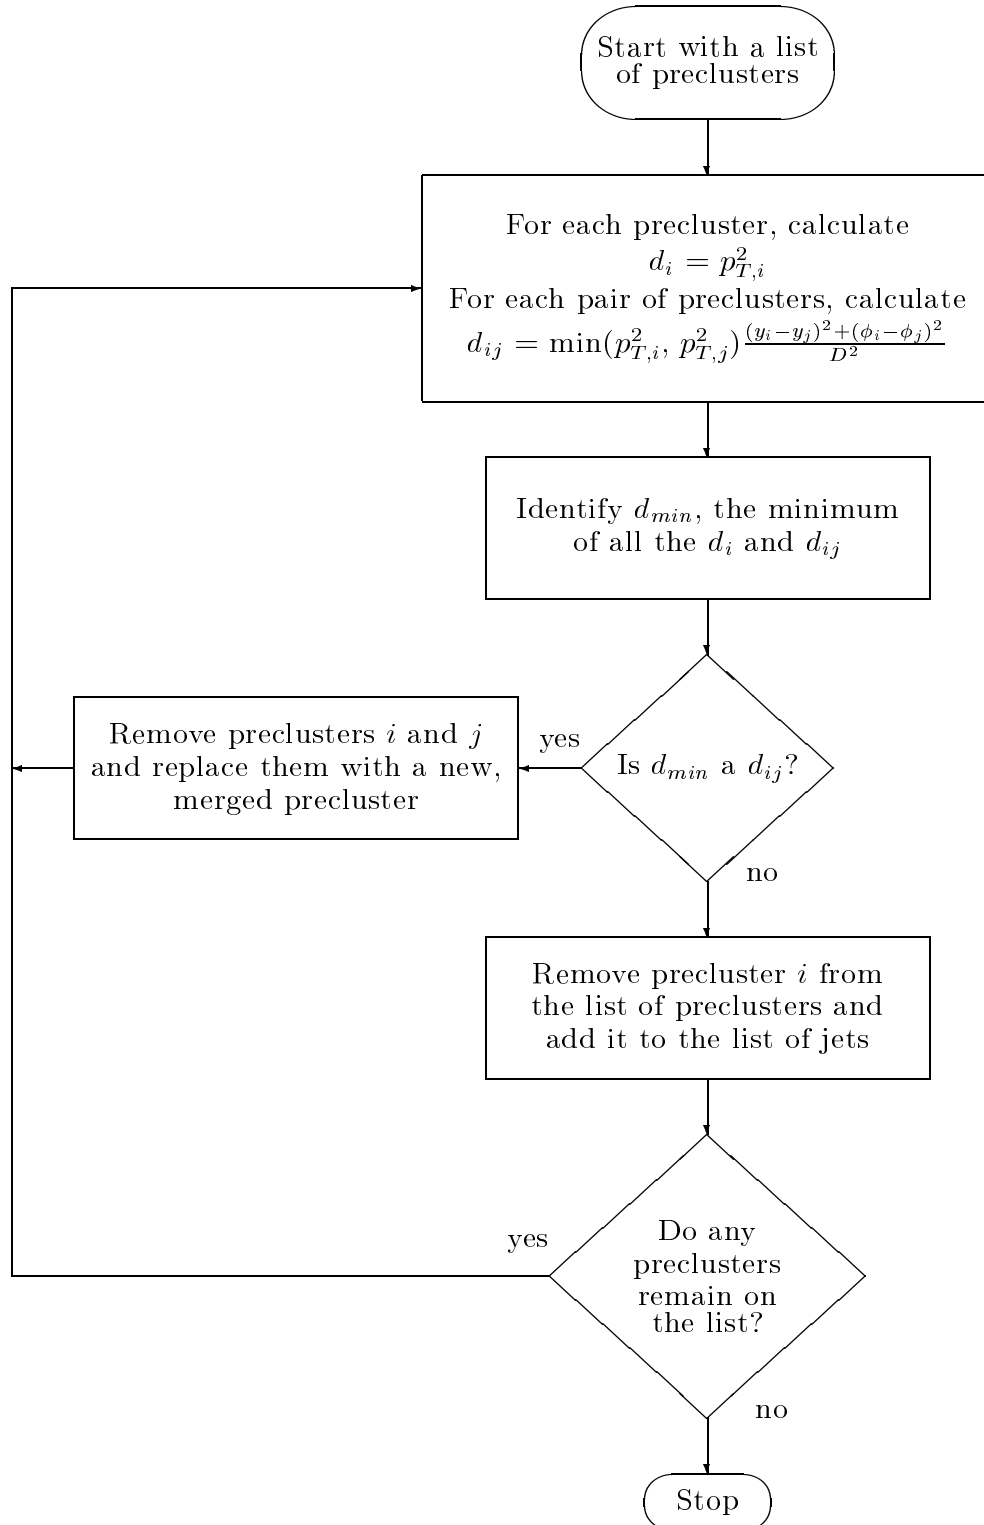 Start with a list
of preclusters
For each precluster, calculate
$d_i = p_{T,i}^2$
For each pair of preclusters, calculate
$d_{ij} = \min(p_{T,i}^2, p_{T,j}^2) \frac{(y_i - y_j)^2 + (\phi_i - \phi_j)^2}{D^2}$
Identify $d_{min}$, the minimum
of all the $d_i$ and $d_{ij}$
Is $d_{min}$ a $d_{ij}$?
yes
Remove preclusters $i$ and $j$
and replace them with a new,
merged precluster
no
Remove precluster $i$ from
the list of preclusters and
add it to the list of jets
Do any
preclusters
remain on
the list?
yes
no
Stop